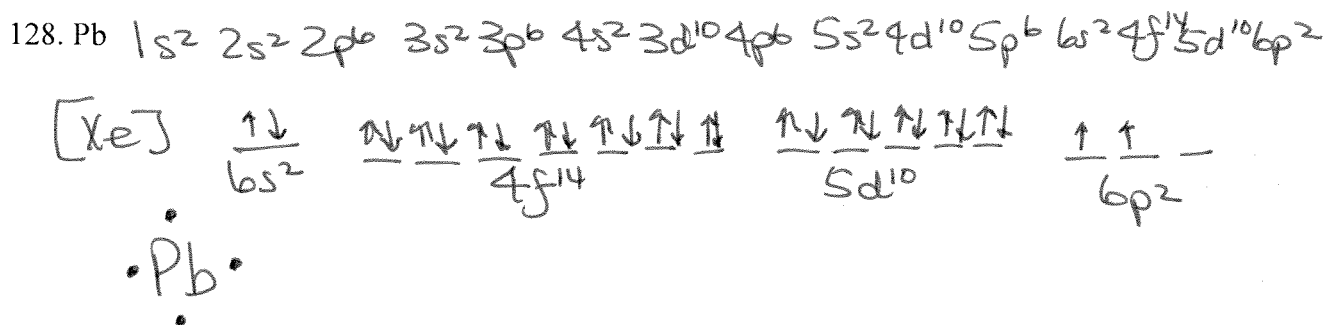 128. Pb 1s² 2s² 2p⁶ 3s² 3p⁶ 4s² 3d¹⁰ 4p⁶ 5s² 4d¹⁰ 5p⁶ 6s² 4f¹⁴ 5d¹⁰ 6p²
[Xe] ↑↓ ↑↓ ↑↓ ↑↓ ↑↓ ↑↓ ↑↓ ↑↓ ↑↓ ↑↓ ↑↓ ↑↓ ↑↓ ↑ ↑
6s² 4f¹⁴ 5d¹⁰ 6p²
Pb